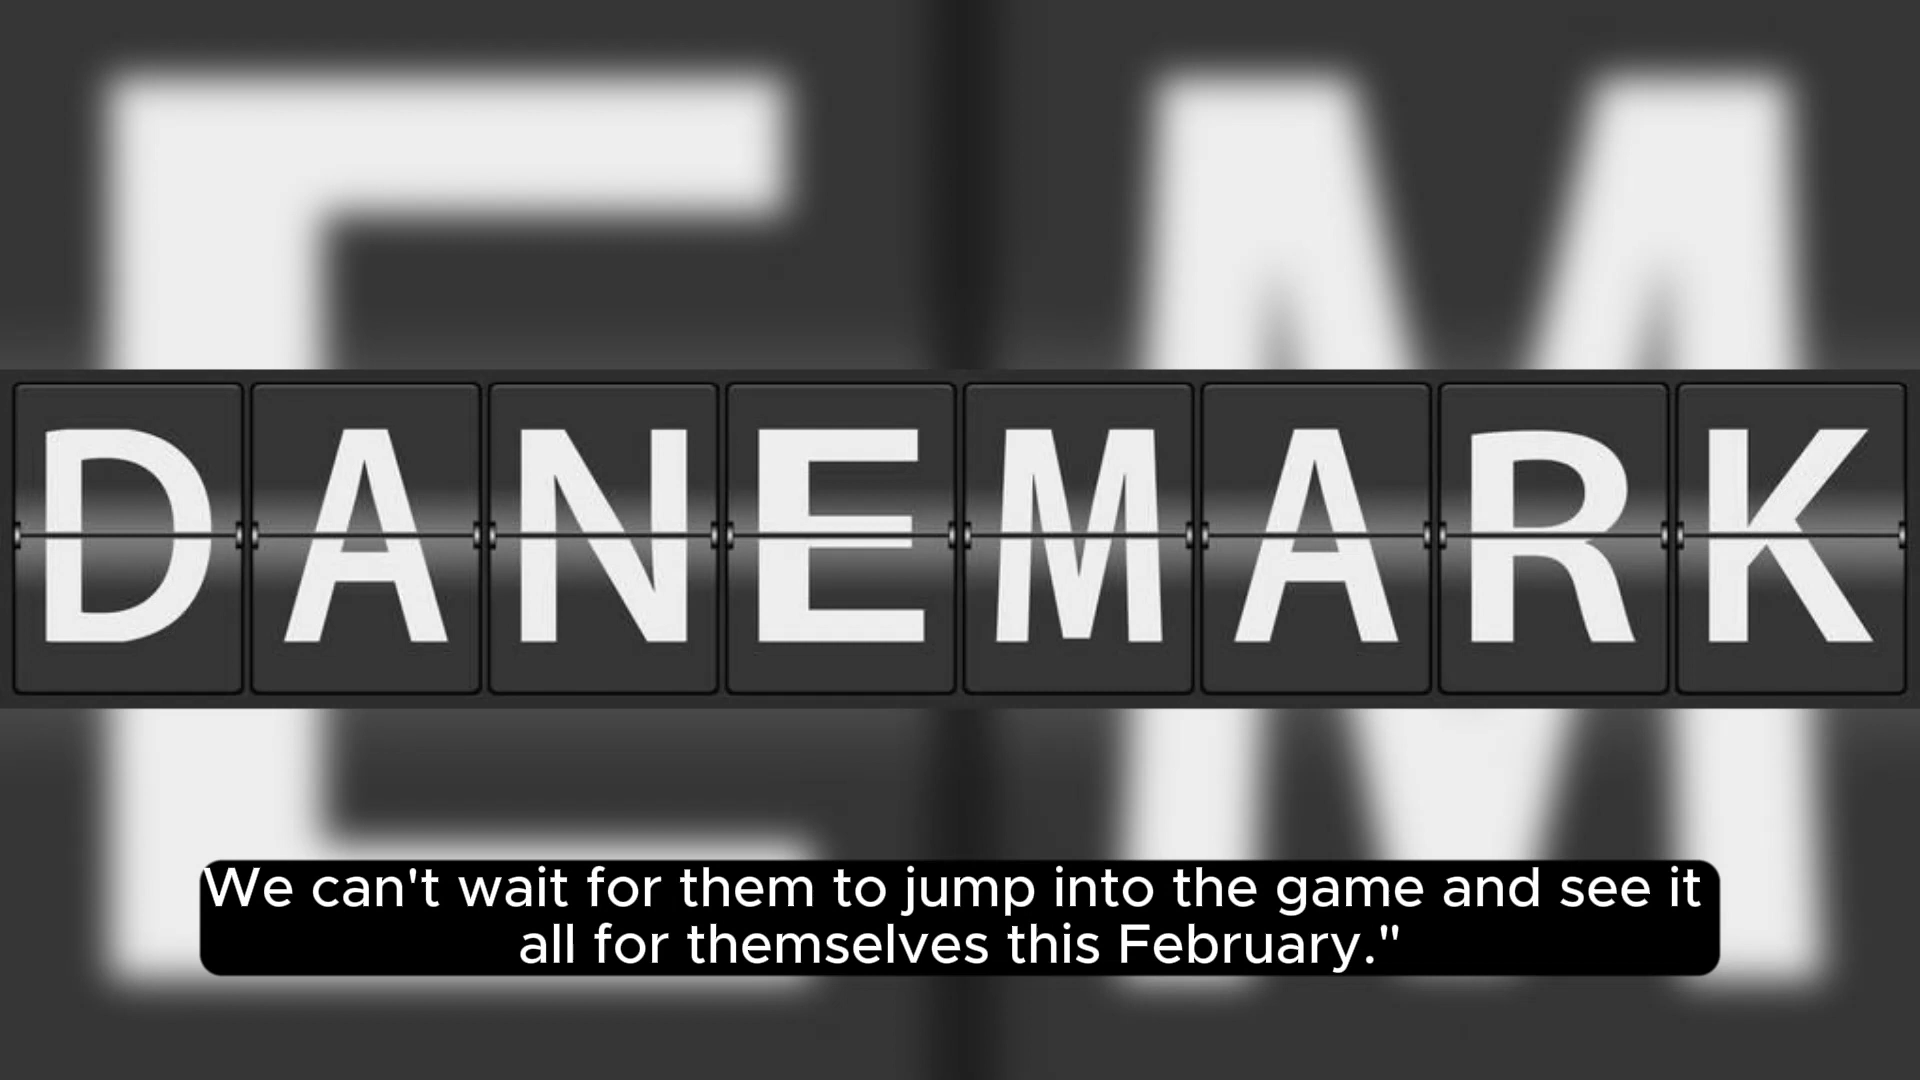 DANEMARK
We can't wait for them to jump into the game and see it
all for themselves this February."